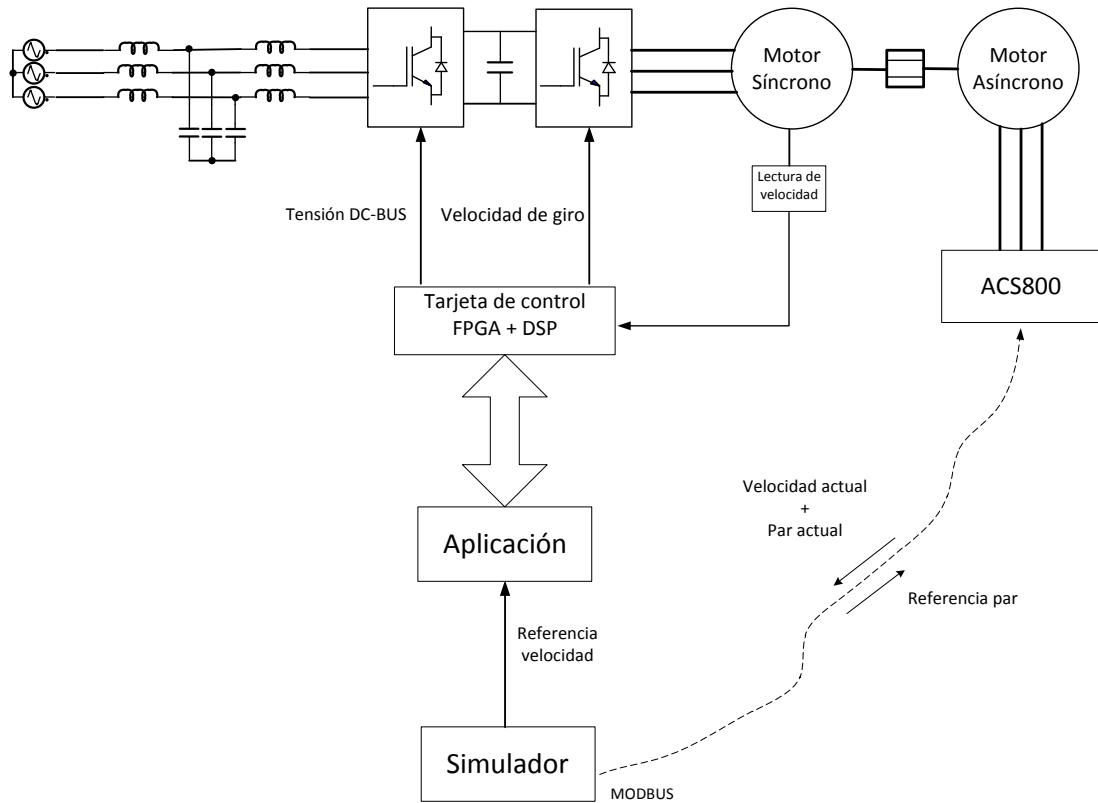 Motor
Síncrono
Motor
Asíncrono
Lectura de
velocidad
Tensión DC-BUS
Velocidad de giro
ACS800
Tarjeta de control
FPGA + DSP
Velocidad actual
+
Par actual
Aplicación
Referencia par
Referencia
velocidad
Simulador
MODBUS